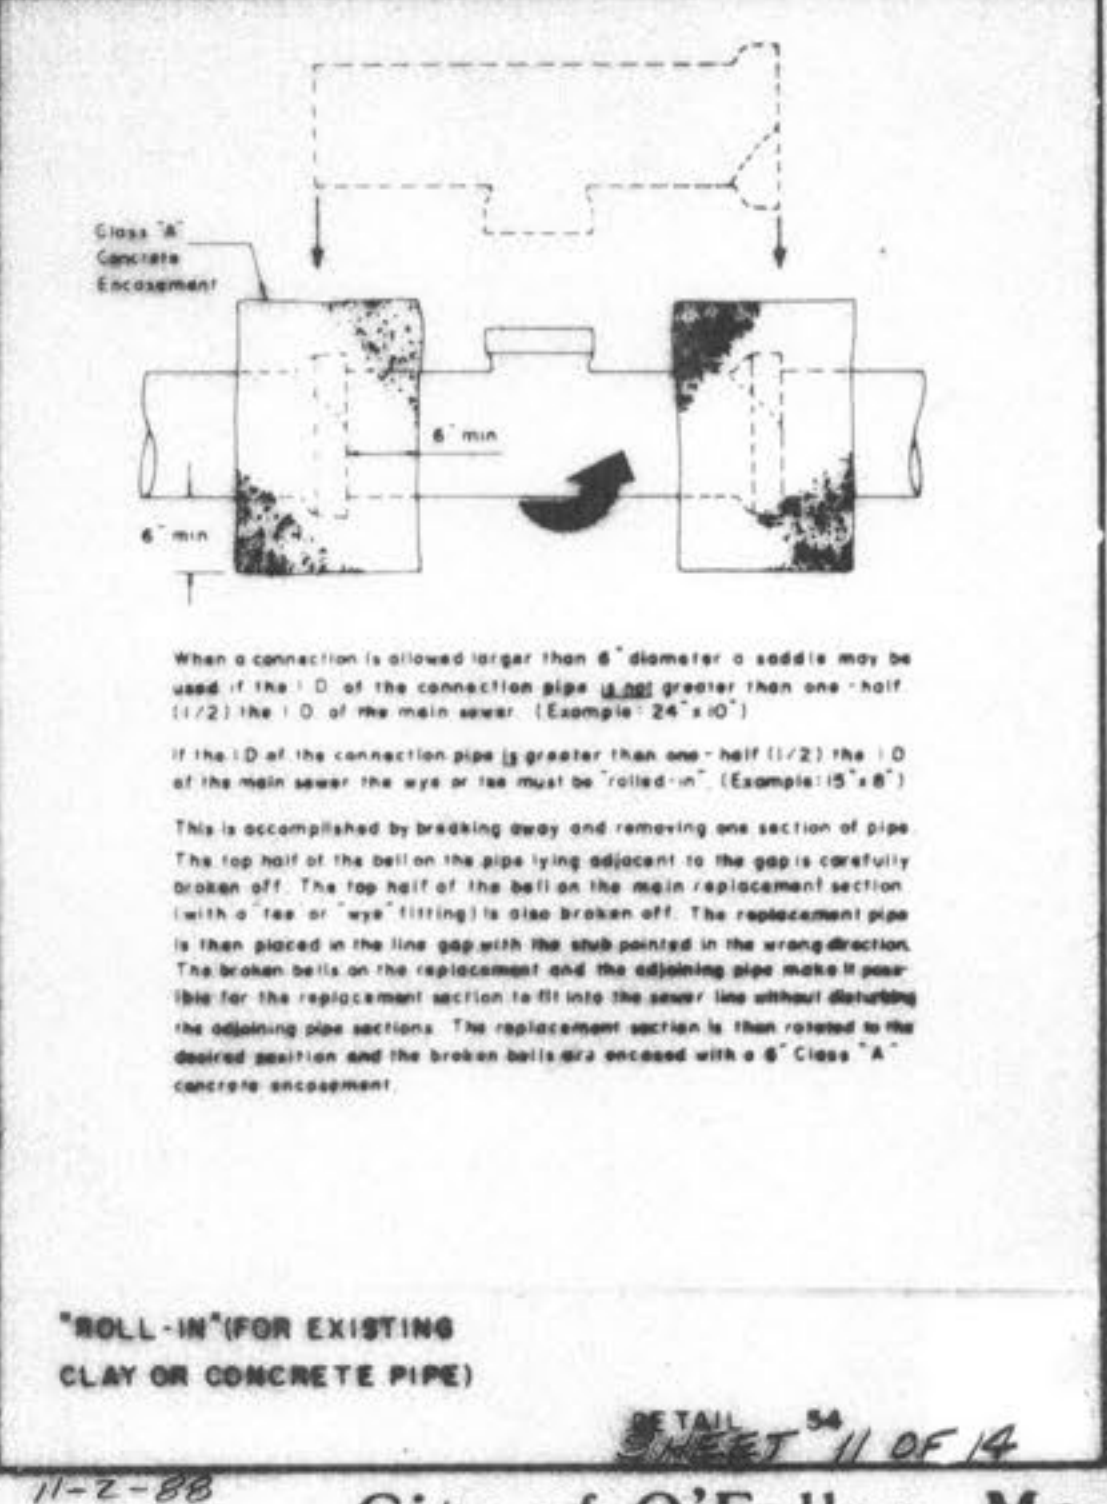 Class "A"
Concrete
Encasement
6" min
6" min
When a connection is allowed larger than 6" diameter a saddle may be
used if the I.D. of the connection pipe is not greater than one-half
(1/2) the I.D. of the main sewer. (Example: 24"x10")
If the I.D. of the connection pipe is greater than one-half (1/2) the I.D.
of the main sewer the wye or tee must be "rolled-in". (Example: 15"x8")
This is accomplished by breaking away and removing one section of pipe.
The top half of the bell on the pipe lying adjacent to the gap is carefully
broken off. The top half of the bell on the main replacement section
(with a "tee" or "wye" fitting) is also broken off. The replacement pipe
is then placed in the line gap with the stub pointed in the wrong direction.
The broken bells on the replacement and the adjoining pipe make it poss-
ible for the replacement section to fit into the sewer line without disturbing
the adjoining pipe sections. The replacement section is then rotated to the
desired position and the broken bells are encased with a 6" Class "A"
concrete encasement.
"ROLL-IN" (FOR EXISTING
CLAY OR CONCRETE PIPE)
DETAIL 54
SHEET 11 OF 14
11-2-88
City of O'Fallon